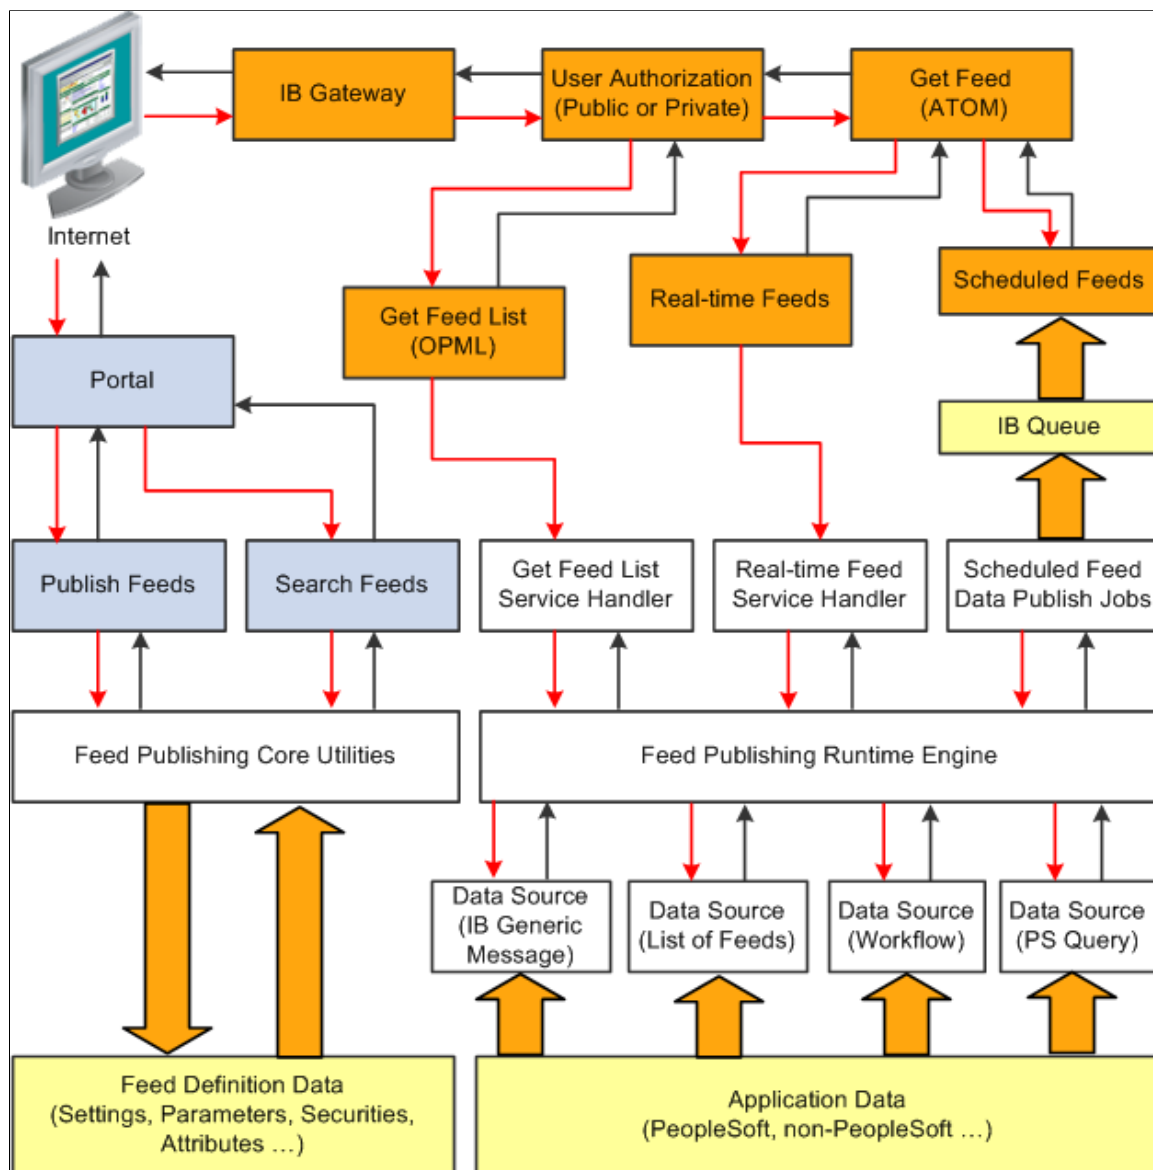 IB Gateway
User Authorization
(Public or Private)
Get Feed
(ATOM)
Internet
Get Feed List
(OPML)
Real-time Feeds
Scheduled Feeds
Portal
IB Queue
Publish Feeds
Search Feeds
Get Feed List
Service Handler
Real-time Feed
Service Handler
Scheduled Feed
Data Publish Jobs
Feed Publishing Core Utilities
Feed Publishing Runtime Engine
Data Source
(IB Generic
Message)
Data Source
(List of Feeds)
Data Source
(Workflow)
Data Source
(PS Query)
Feed Definition Data
(Settings, Parameters, Securities,
Attributes ...)
Application Data
(PeopleSoft, non-PeopleSoft ...)